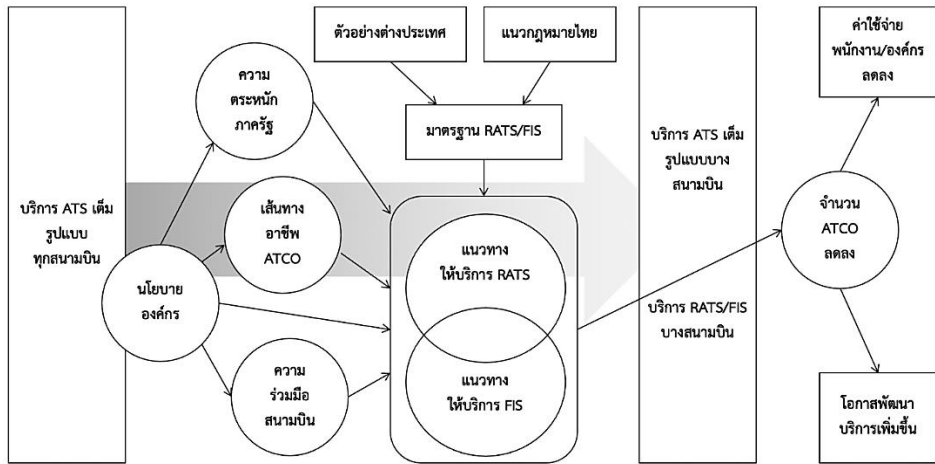 บริการ ATS เต็ม
รูปแบบ
ทุกสนามบิน
นโยบาย
องค์กร
ความ
ตระหนัก
ภาครัฐ
เส้นทาง
อาชีพ
ATCO
ความ
ร่วมมือ
สนามบิน
ตัวอย่างต่างประเทศ
แนวกฎหมายไทย
มาตรฐาน RATS/FIS
แนวทาง
ให้บริการ RATS
แนวทาง
ให้บริการ FIS
บริการ ATS เต็ม
รูปแบบบาง
สนามบิน
บริการ RATS/FIS
บางสนามบิน
จำนวน
ATCO
ลดลง
ค่าใช้จ่าย
พนักงาน/องค์กร
ลดลง
โอกาสพัฒนา
บริการเพิ่มขึ้น